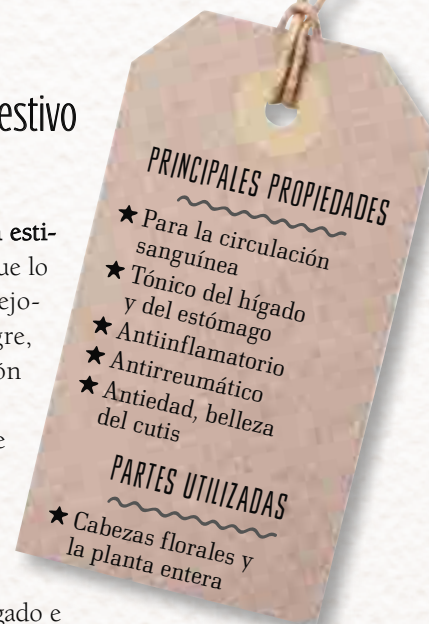 estivo
esti-
ue lo
ejo-
gre,
ón
e
gado e
PRINCIPALES PROPIEDADES
★ Para la circulación
sanguínea
★ Tónico del hígado
y del estómago
★ Antiinflamatorio
★ Antirreumático
★ Antiedad, belleza
del cutis
PARTES UTILIZADAS
★ Cabezas florales y
la planta entera